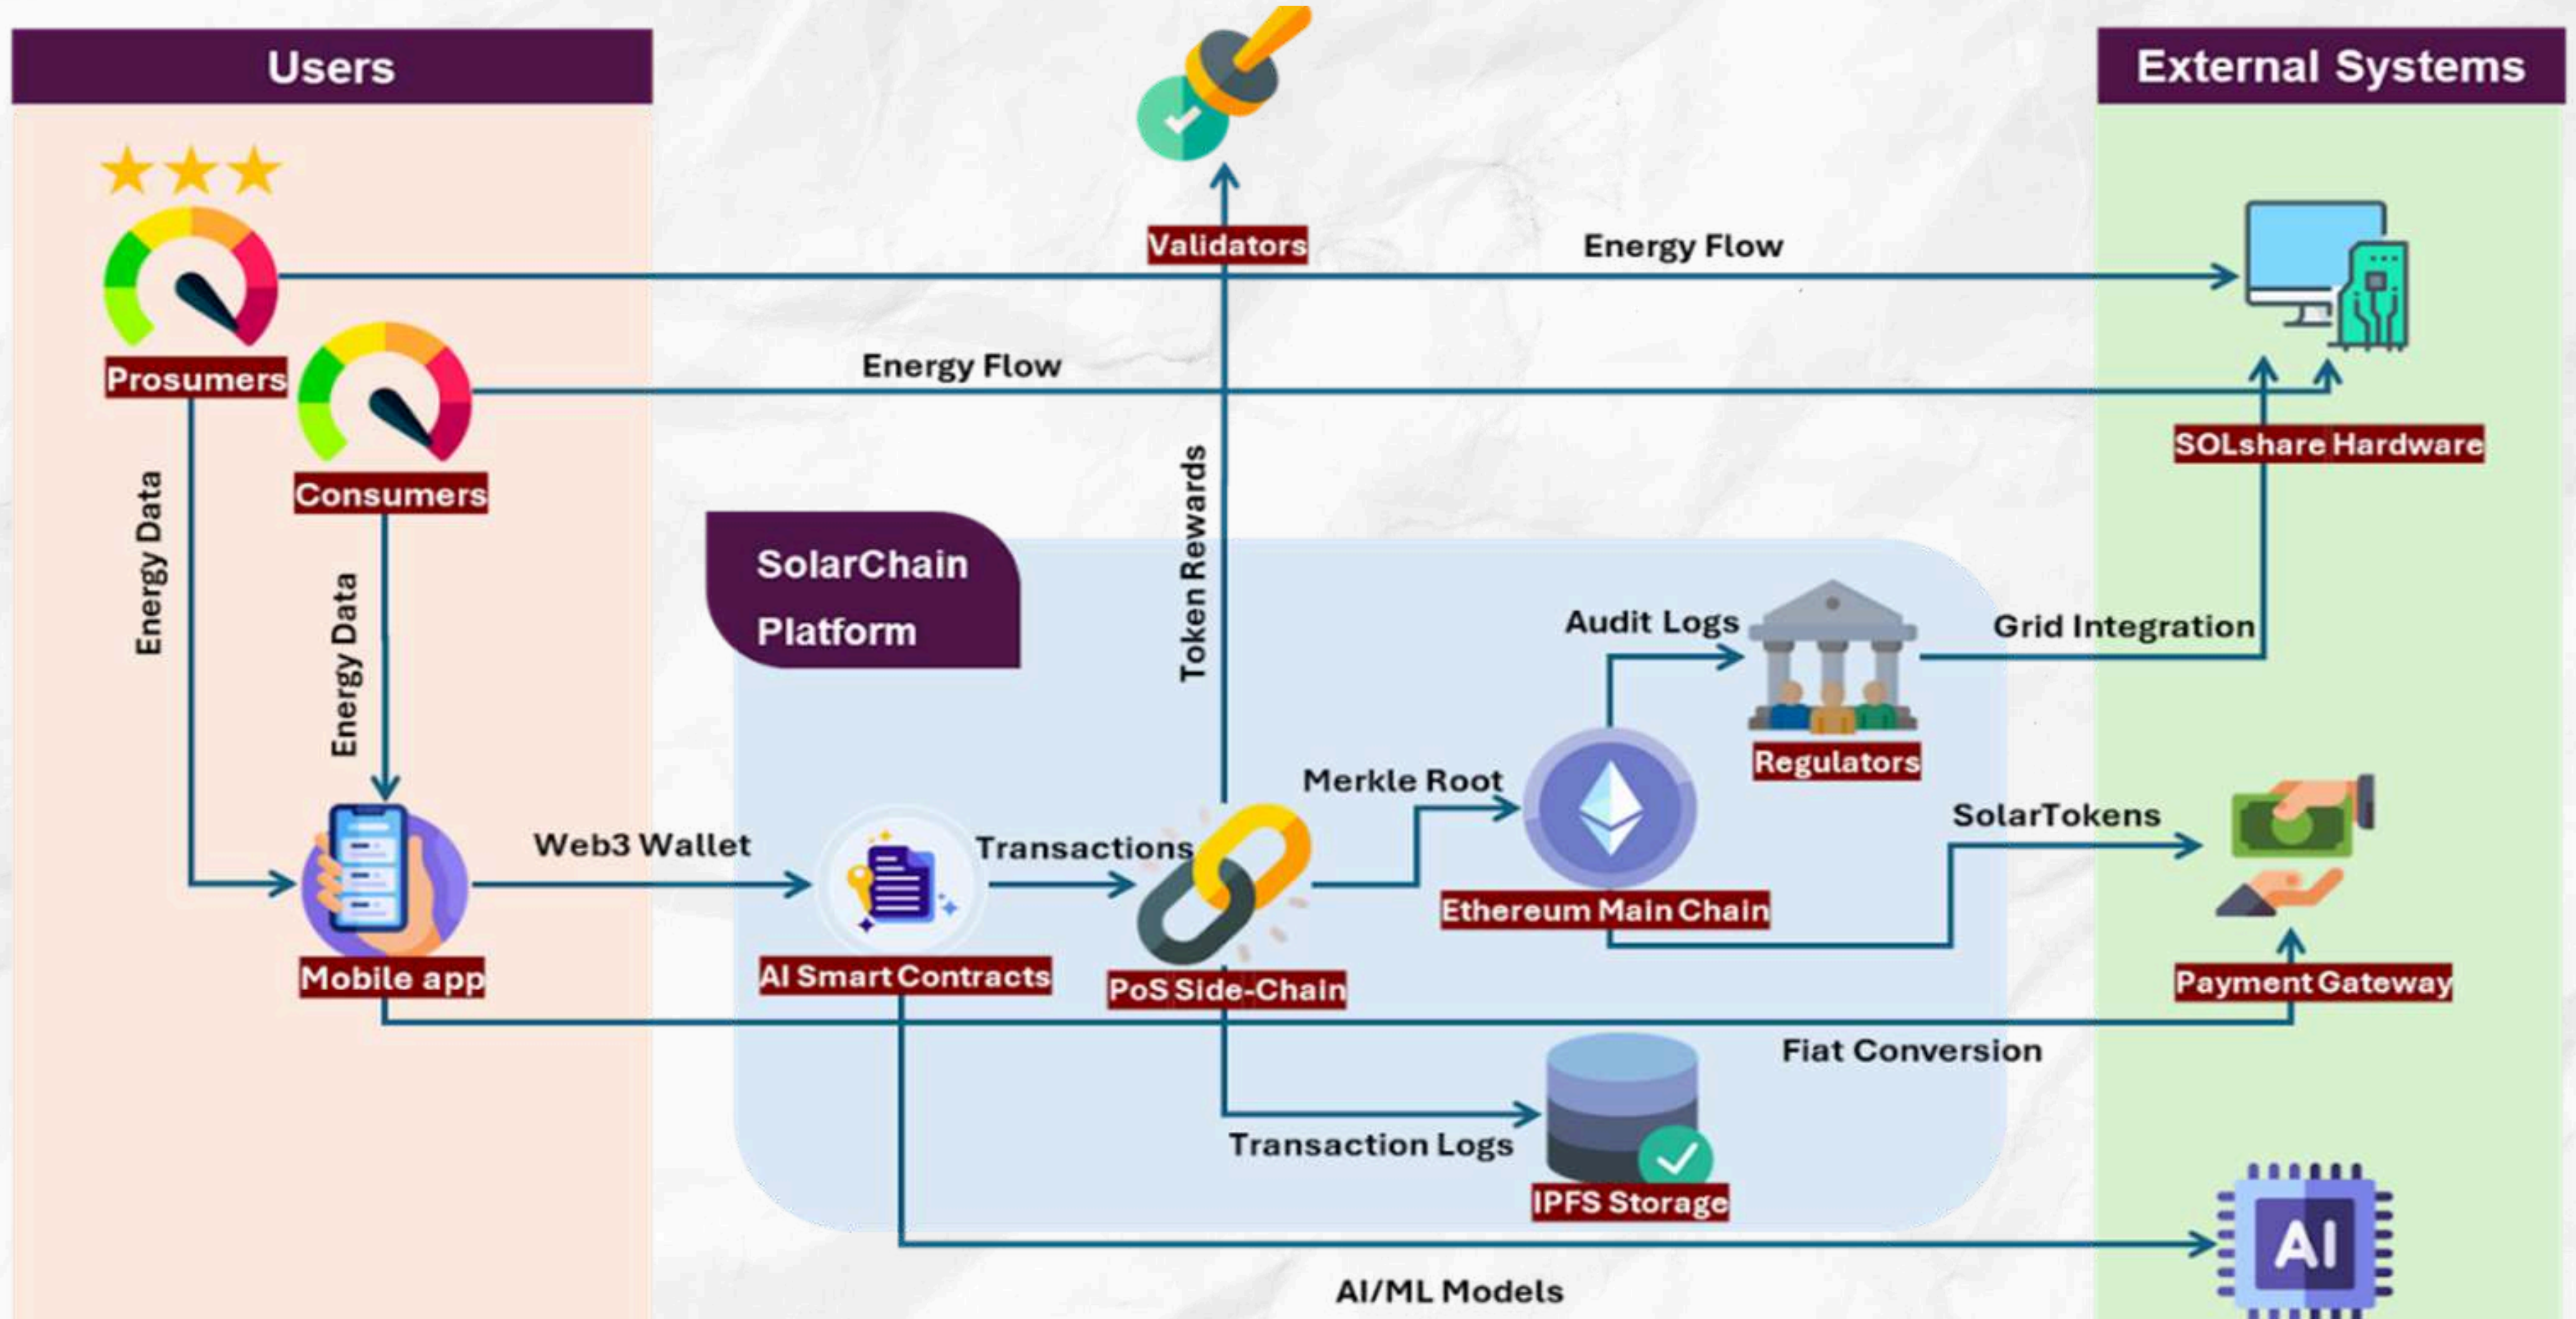 Users
External Systems
Validators
Energy Flow
Prosumers
Energy Flow
SOLshare Hardware
Consumers
Energy Data
Energy Data
Token Rewards
SolarChain
Platform
Audit Logs
Grid Integration
Regulators
Merkle Root
SolarTokens
Web3 Wallet
Transactions
Ethereum Main Chain
Mobile app
AI Smart Contracts
PoS Side-Chain
Payment Gateway
Fiat Conversion
Transaction Logs
IPFS Storage
AI
AI/ML Models